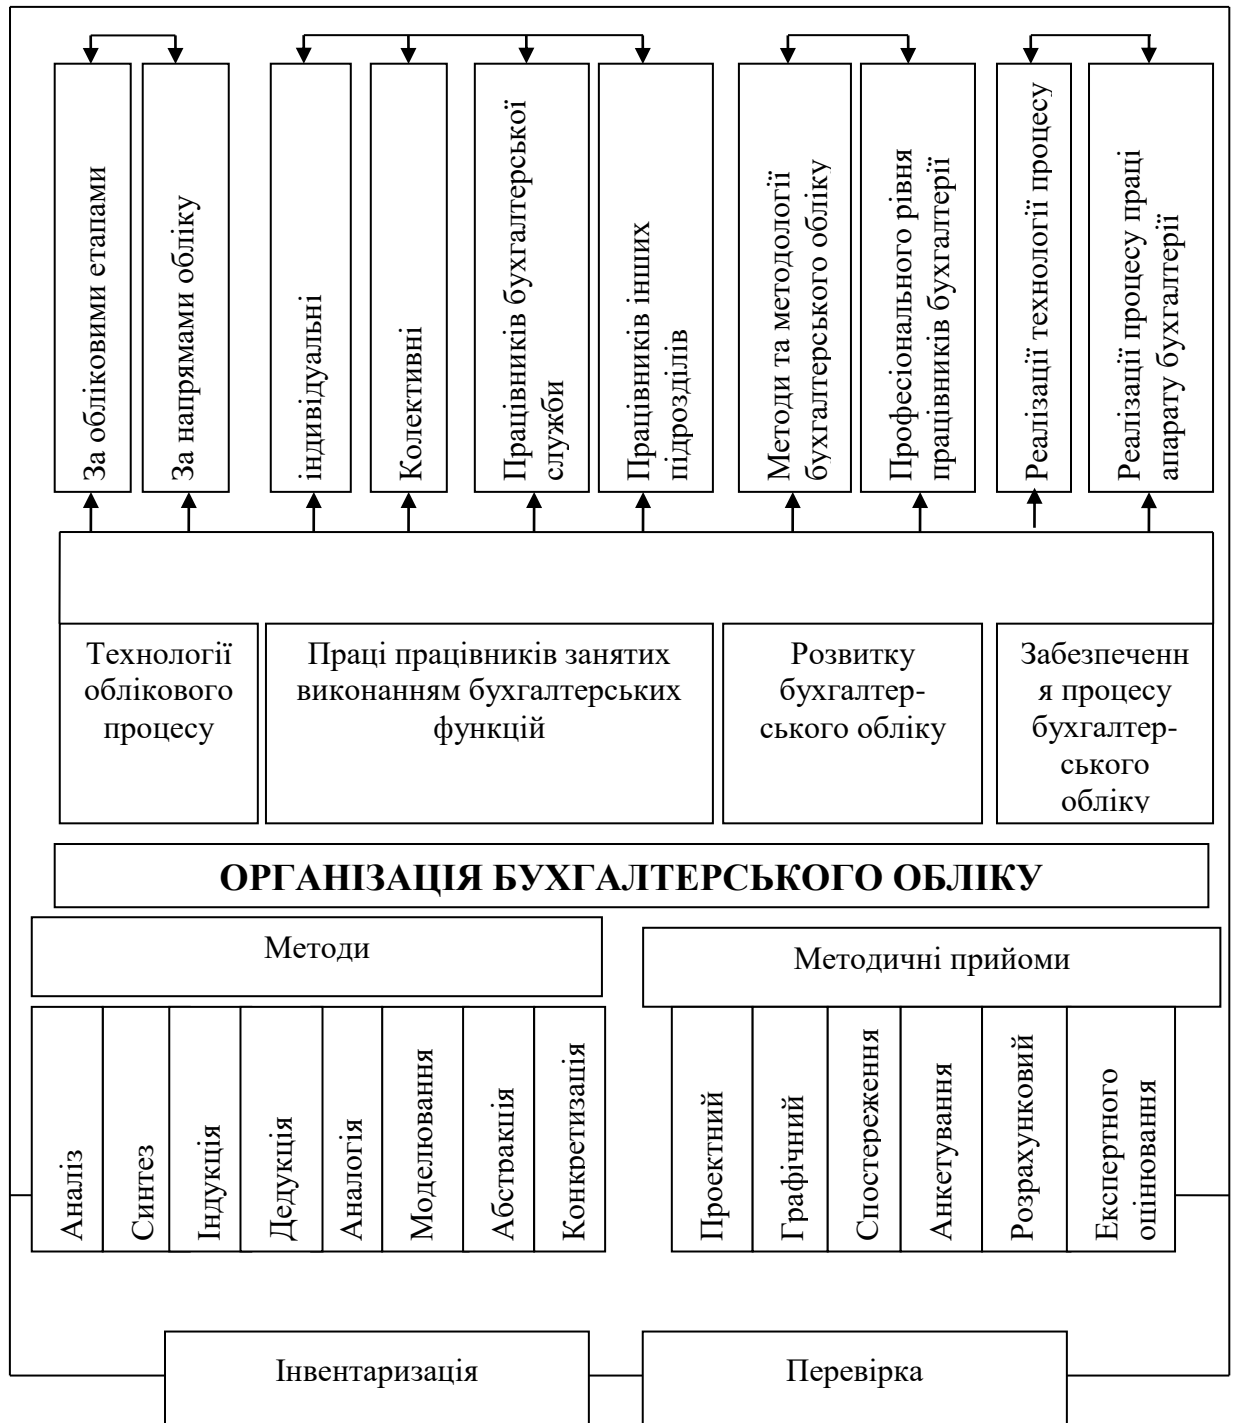 За обліковими етапами
За напрямами обліку
індивідуальні
Колективні
Працівників бухгалтерської
служби
Працівників інших
підрозділів
Методи та методології
бухгалтерського обліку
Професіонального рівня
працівників бухгалтерії
Реалізації технології процесу
Реалізації процесу праці
апарату бухгалтерії
Технології
облікового
процесу
Праці працівників занятих
виконанням бухгалтерських
функцій
Розвитку
бухгалтер-
ського обліку
Забезпеченн
я процесу
бухгалтер-
ського
обліку
ОРГАНІЗАЦІЯ БУХГАЛТЕРСЬКОГО ОБЛІКУ
Методи
Методичні прийоми
Аналіз
Синтез
Індукція
Дедукція
Аналогія
Моделювання
Абстракція
Конкретизація
Проектний
Графічний
Спостереження
Анкетування
Розрахунковий
Експертного
оцінювання
Інвентаризація
Перевірка